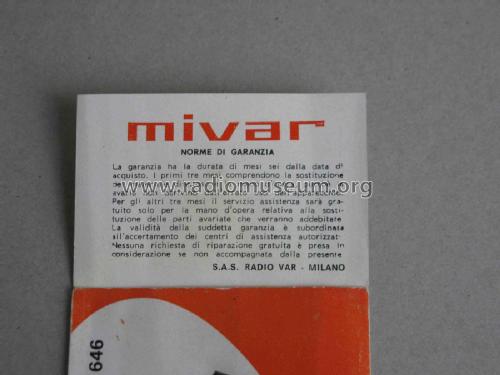 mivar
NORME DI GARANZIA
La garanzia ha la durata di mesi sei dalla data di
acquisto. I primi tre mesi comprendono la sostituzione
www.radiomuseum.org
Per gli altri tre mesi il servizio assistenza sarà gra-
tuito solo per la mano d'opera relativa alla sosti-
tuzione delle parti avariate che verranno addebitate.
La validità della suddetta garanzia è subordinata
all'accertamento dei centri di assistenza autorizzati.
Nessuna richiesta di riparazione gratuita è presa in
considerazione se non accompagnata dalla presente
S.A.S. RADIO VAR - MILANO
646